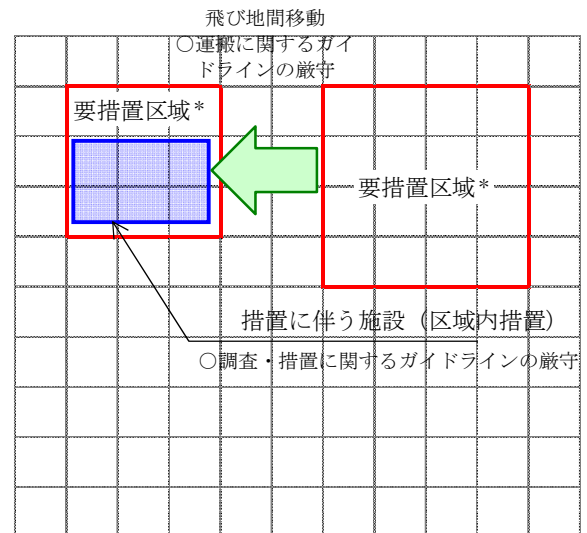 飛び地間移動
○運搬に関するガイ
ドラインの厳守
要措置区域*
要措置区域*
措置に伴う施設（区域内措置）
○調査・措置に関するガイドラインの厳守